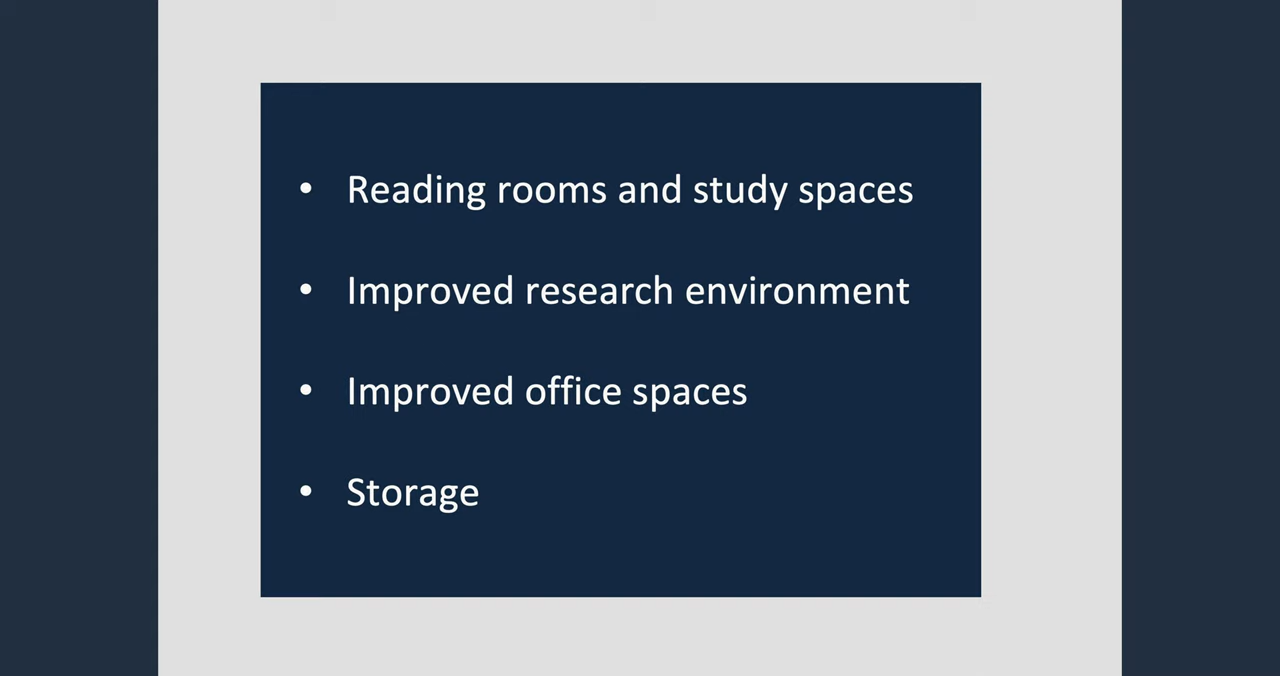 • Reading rooms and study spaces
• Improved research environment
• Improved office spaces
• Storage